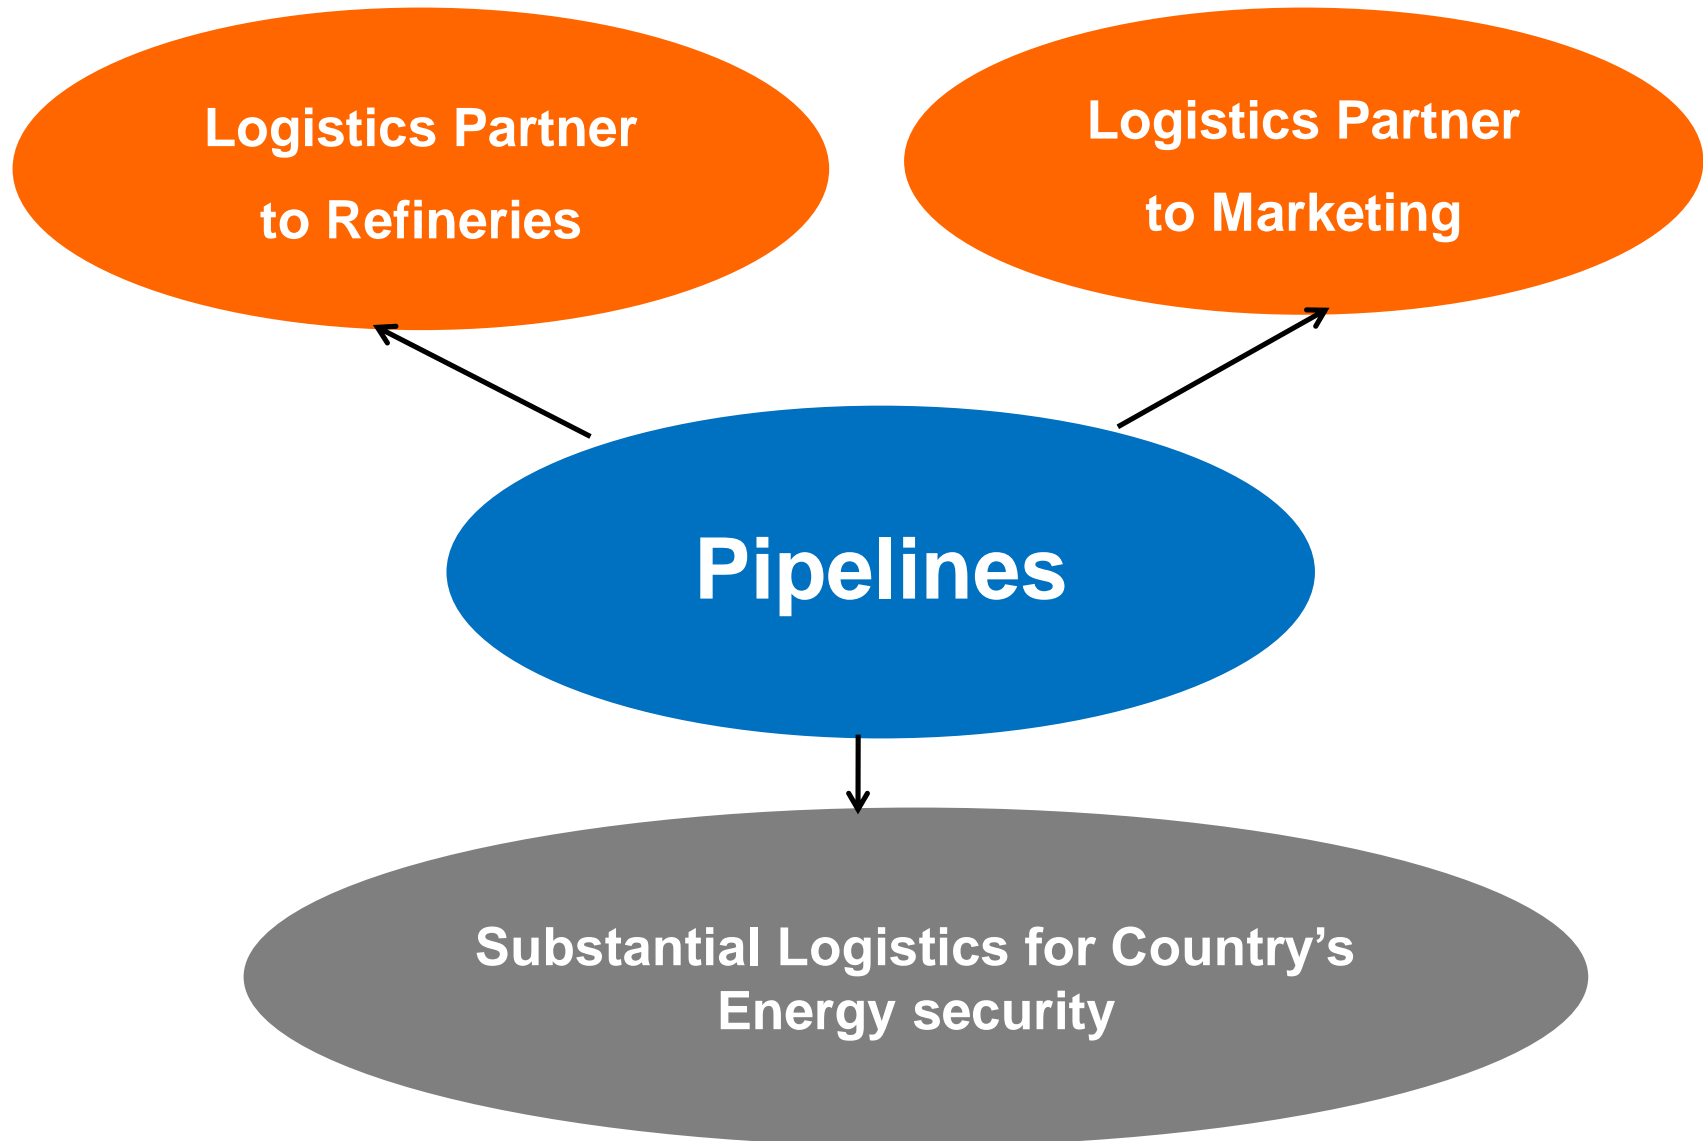 Logistics Partner
to Refineries
Logistics Partner
to Marketing
Pipelines
Substantial Logistics for Country’s
Energy security